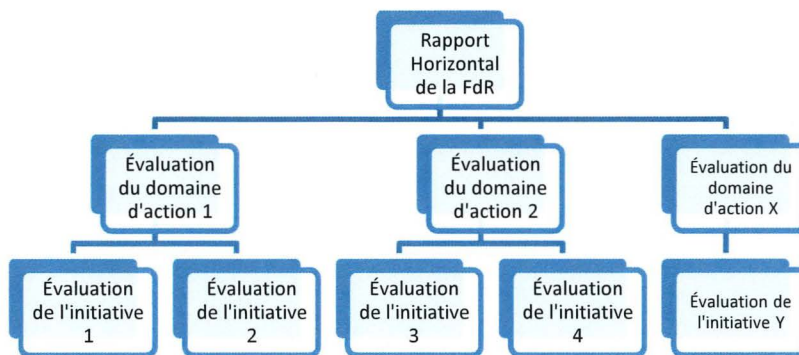 Rapport
Horizontal
de la FdR
Évaluation
du domaine
d'action 1
Évaluation
du domaine
d'action 2
Évaluation du
domaine
d'action X
Évaluation
de l'initiative
1
Évaluation
de l'initiative
2
Évaluation
de l'initiative
3
Évaluation
de l'initiative
4
Évaluation de
l'initiative Y